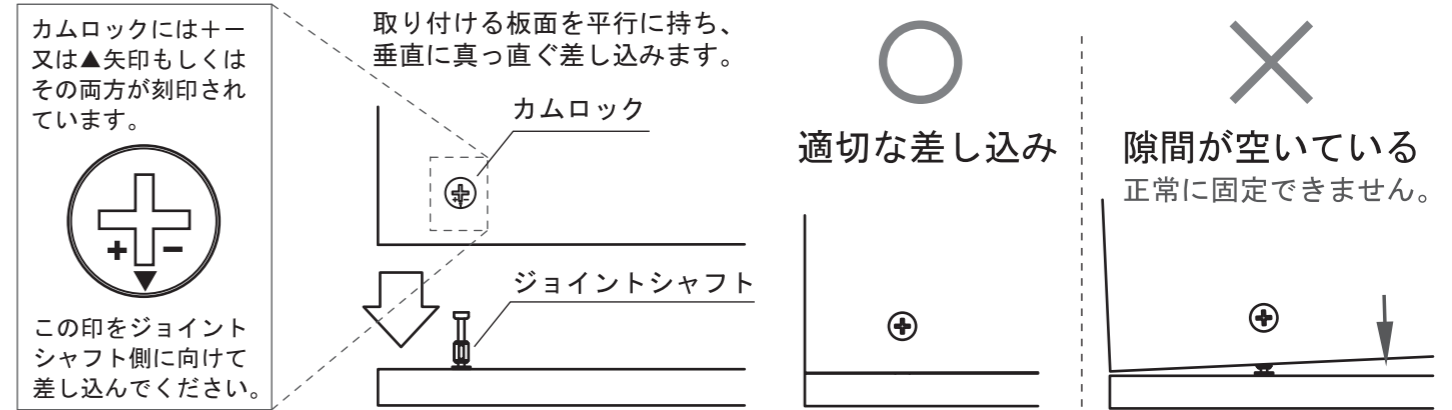 カムロックには＋−
又は▲矢印もしくは
その両方が刻印され
ています。
＋ −
この印をジョイント
シャフト側に向けて
差し込んでください。
取り付ける板面を平行に持ち、
垂直に真っ直ぐ差し込みます。
カムロック
ジョイントシャフト
適切な差し込み
隙間が空いている
正常に固定できません。